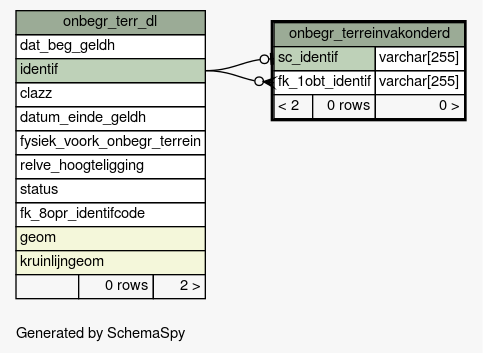 onbegr_terr_dl
dat_beg_geldh
identif
clazz
datum_einde_geldh
fysiek_voork_onbegr_terrein
relve_hoogteligging
status
fk_8opr_identifcode
geom
kruinlijngeom
0 rows 2 >
onbegr_terreinvakonderd
sc_identif varchar[255]
fk_1obt_identif varchar[255]
< 2 0 rows 0 >
Generated by SchemaSpy